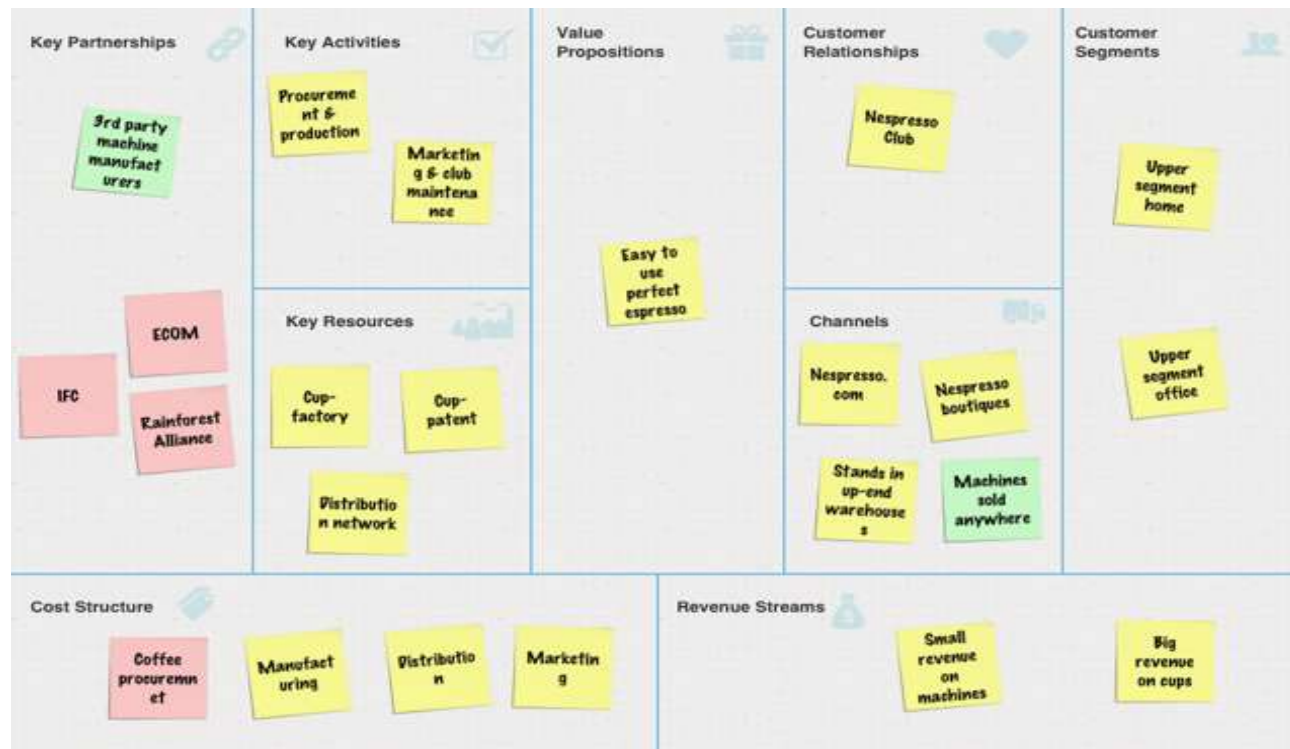 Key Partnerships
3rd party
machine
manufact
urers
ECOM
IFC
Rainforest
Alliance
Key Activities
Procureme
nt &
production
Marketin
g & club
maintena
nce
Key Resources
Cup-
factory
Cup-
patent
Distributio
n network
Value
Propositions
Easy to
use
perfect
espresso
Customer
Relationships
Nespresso
Club
Channels
Nespresso.
com
Nespresso
boutiques
Stands in
up-end
warehouse
s
Machines
sold
anywhere
Customer
Segments
Upper
segment
home
Upper
segment
office
Cost Structure
Coffee
procuremn
et
Manufact
uring
Distributio
n
Marketin
g
Revenue Streams
Small
revenue
on
machines
Big
revenue
on cups